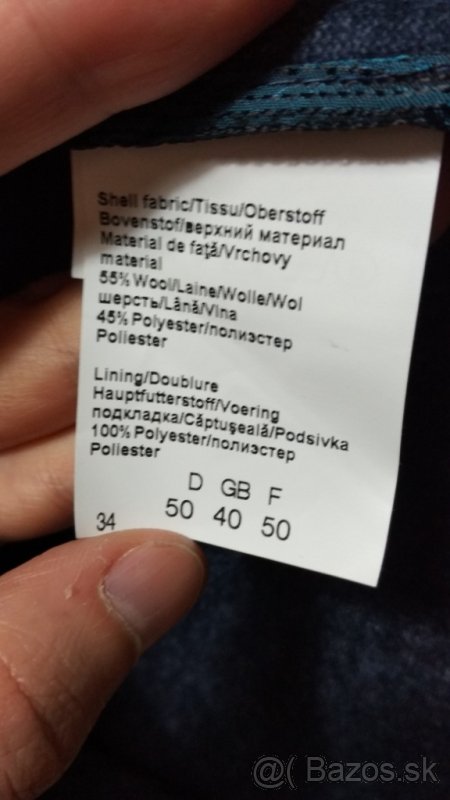 Shell fabric/Tissu/Oberstoff
Bovenstof/верхний материал
Material de faţă/Vrchovy
material
55% Wool/Laine/Wolle/Wol
шерсть/Lână/Vlna
45% Polyester/полиэстер
Poliester
Lining/Doublure
Hauptfutterstoff/Voering
подкладка/Căptuşeală/Podsivka
100% Polyester/полиэстер
Poliester
D GB F
34 50 40 50
@( Bazos.sk